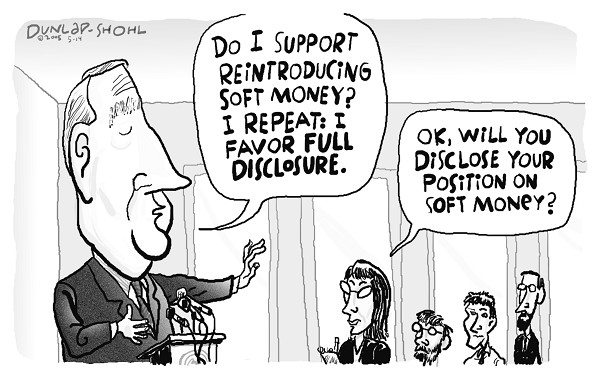 DUNLAP-SHOHL
©2005 5-14
DO I SUPPORT
REINTRODUCING
SOFT MONEY?
I REPEAT: I
FAVOR FULL
DISCLOSURE.
OK, WILL YOU
DISCLOSE YOUR
POSITION ON
SOFT MONEY?